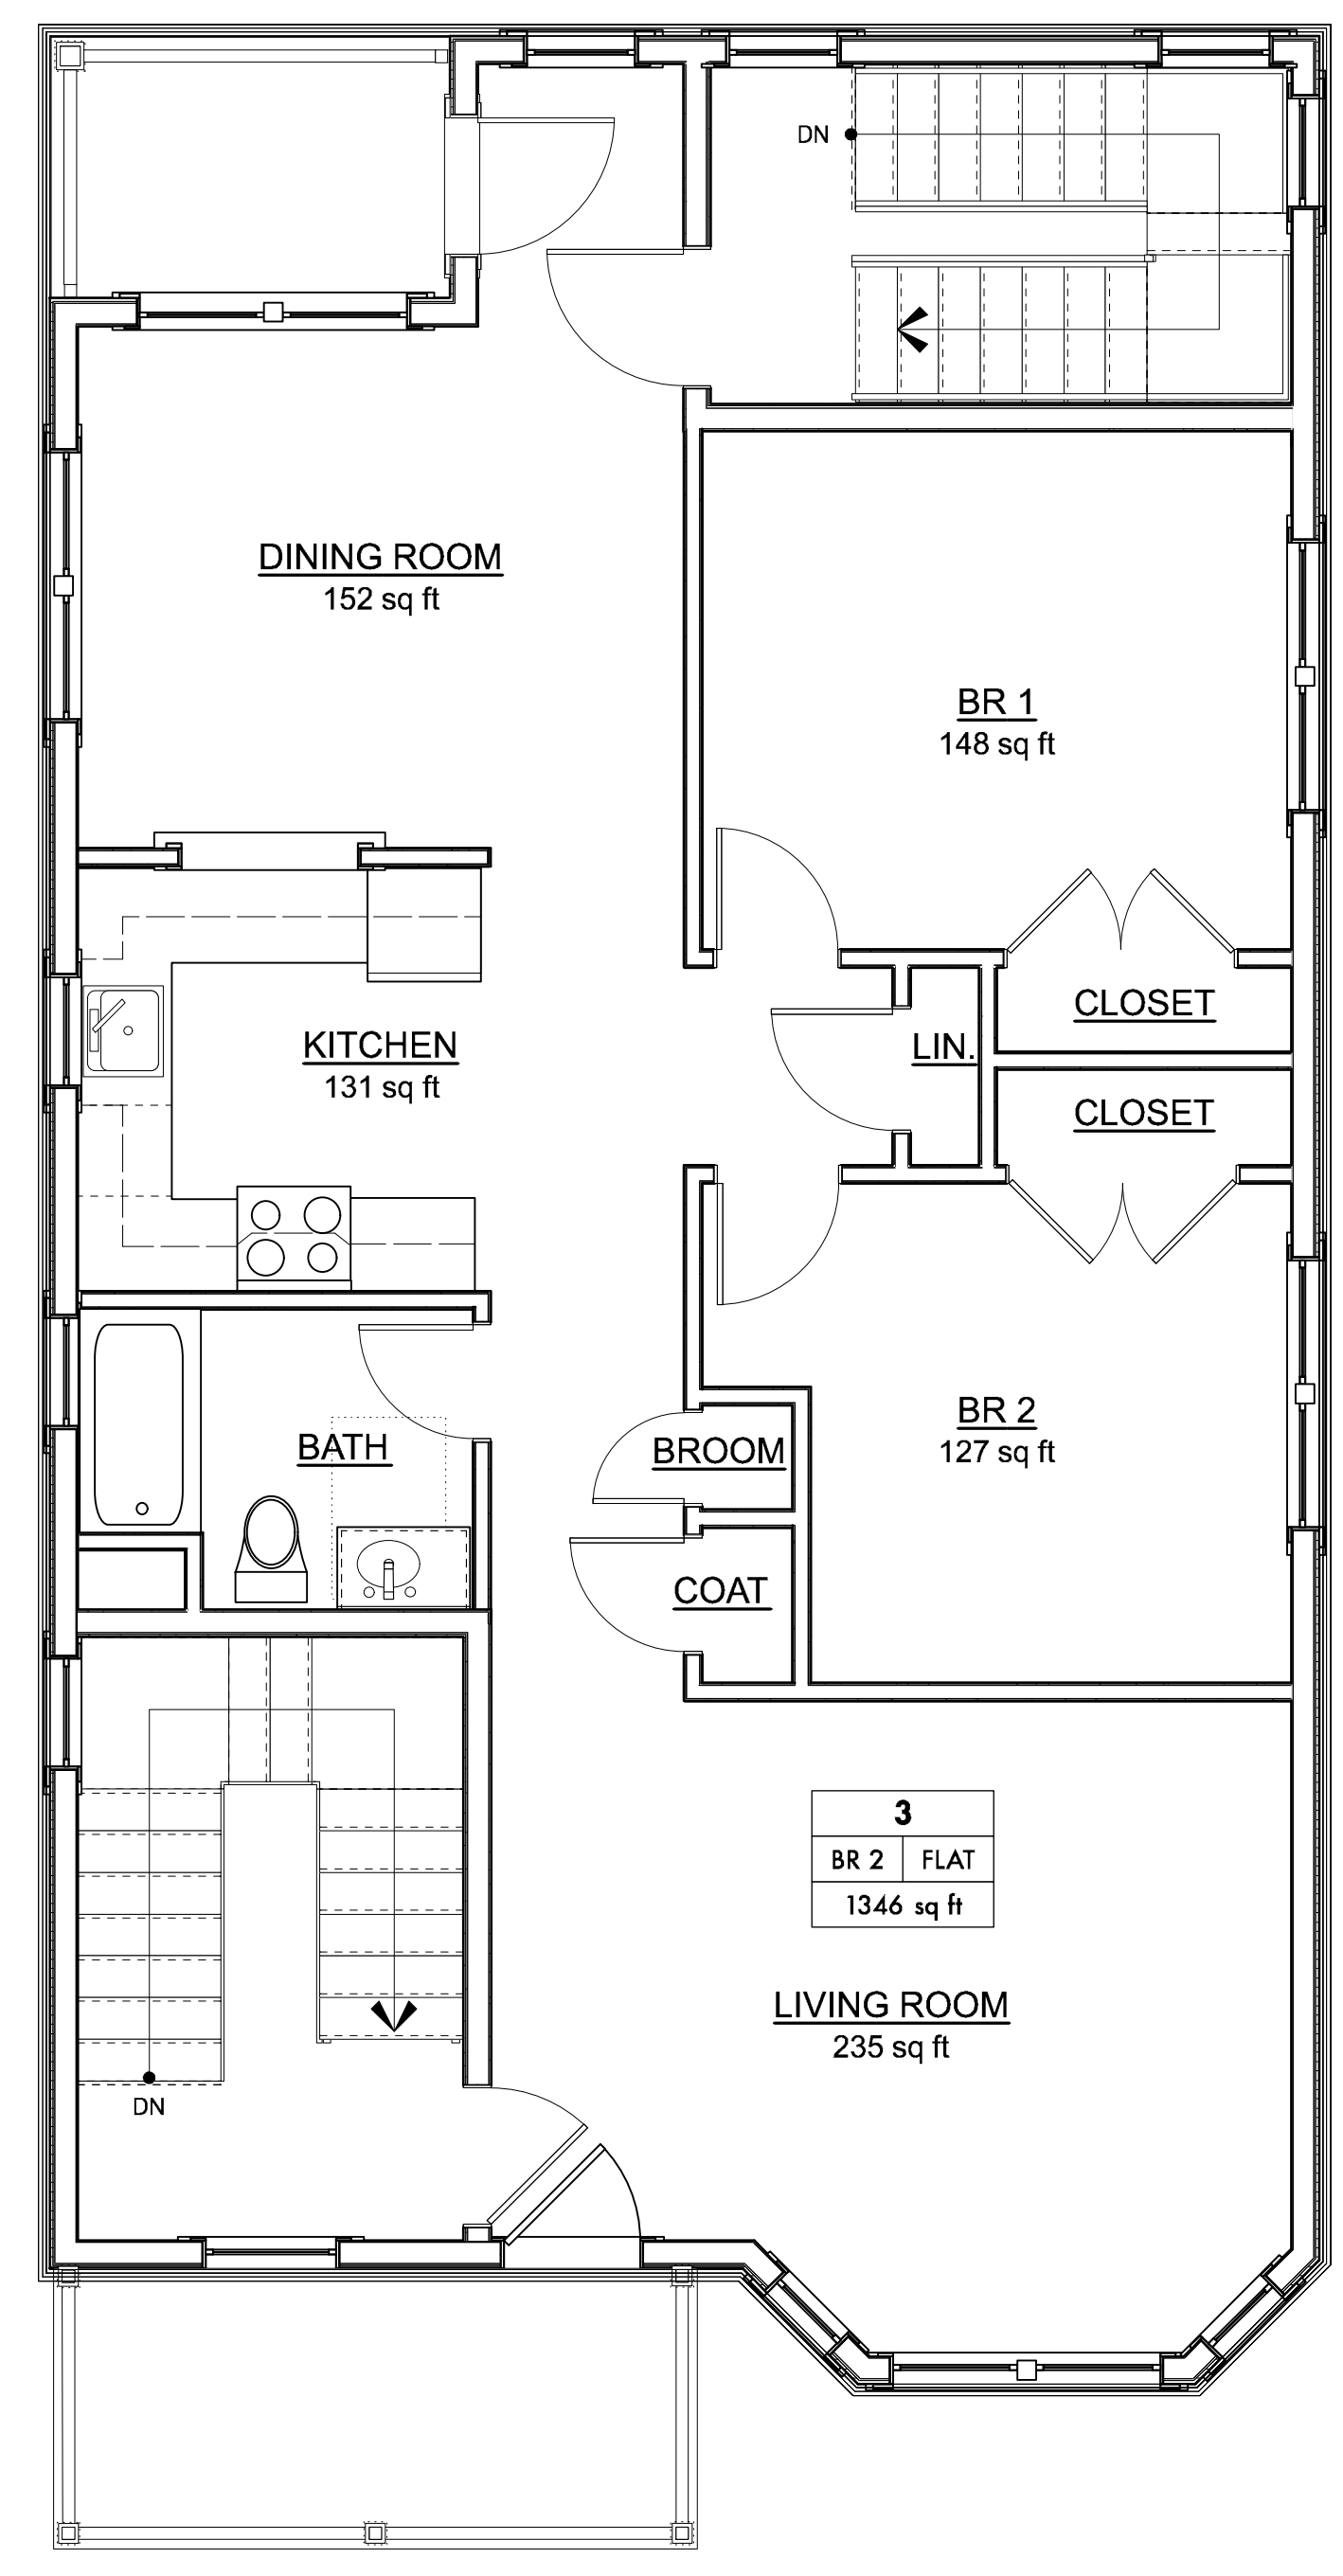 DN
DINING ROOM
152 sq ft
BR 1
148 sq ft
CLOSET
KITCHEN
131 sq ft
LIN.
CLOSET
BR 2
127 sq ft
BATH
BROOM
COAT
3
BR 2 FLAT
1346 sq ft
LIVING ROOM
235 sq ft
DN